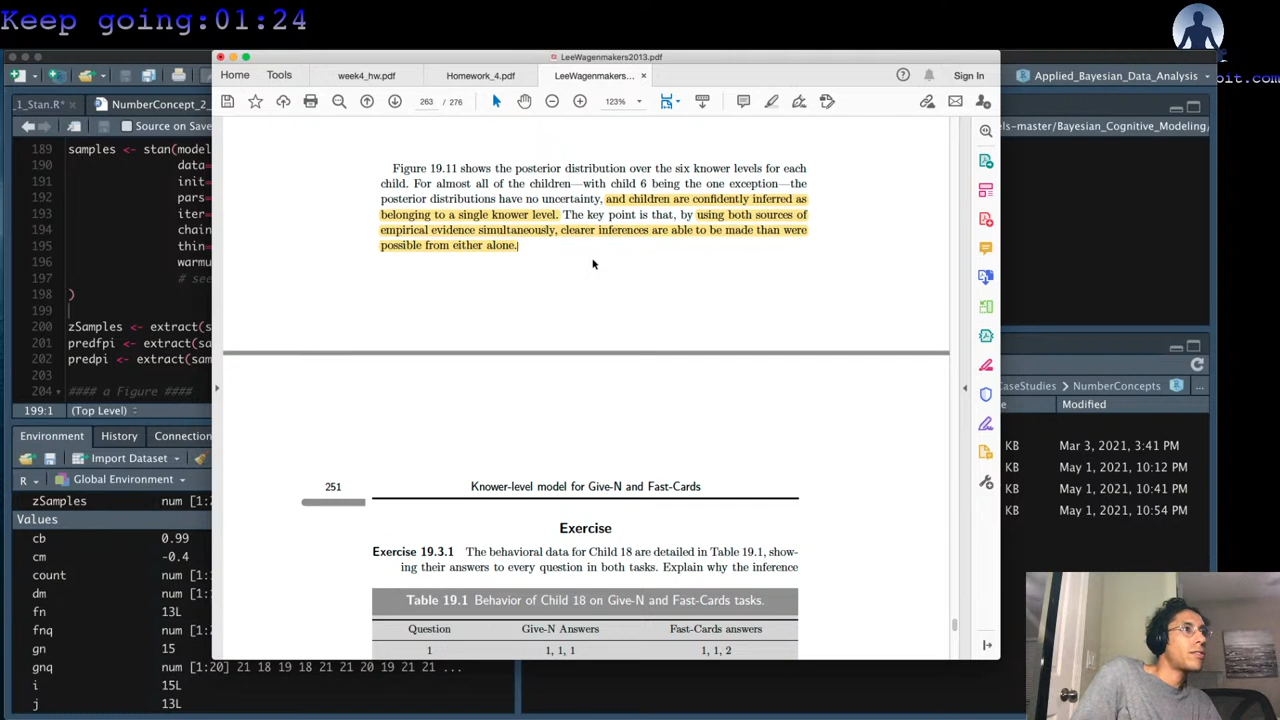 Keep going:01:24
oit.com
LeeWagenmakers2013.pdf
Home
Tools
week4_hw.pdf
Homework_4.pdf
LeeWagenmakers...
Sign In
Applied_Bayesian_Data_Analysis
_1_Stan.R*
NumberConcept_2_
263 / 276
123%
Source on Sav
els-master/Bayesian_Cognitive_Modeling/
189 samples <- stan(model
190 data=
191 init=
192 pars=
193 iter=
194 chain
195 thin=
196 warmu
197 # see
198 )
199
200 zSamples <- extract(s
201 predfpi <- extract(sa
202 predpi <- extract(sam
203
204 #### a Figure ####
199:1 (Top Level)
Figure 19.11 shows the posterior distribution over the six knower levels for each
child. For almost all of the children—with child 6 being the one exception—the
posterior distributions have no uncertainty, and children are confidently inferred as
belonging to a single knower level. The key point is that, by using both sources of
empirical evidence simultaneously, clearer inferences are able to be made than were
possible from either alone.
CaseStudies
NumberConcepts
...
Modified
KB Mar 3, 2021, 3:41 PM
KB May 1, 2021, 10:12 PM
KB May 1, 2021, 10:41 PM
KB May 1, 2021, 10:54 PM
Environment
History
Connection
Import Dataset
R
Global Environment
zSamples num [1:
Values
cb 0.99
cm -0.4
count num [1:
dm num [1:
fn 13L
fnq num [1:
gn 15
gnq num [1:20] 21 18 19 18 21 21 20 19 21 21 ...
i 15L
j 13L
251
Knower-level model for Give-N and Fast-Cards
Exercise
Exercise 19.3.1 The behavioral data for Child 18 are detailed in Table 19.1, show-
ing their answers to every question in both tasks. Explain why the inference
Table 19.1 Behavior of Child 18 on Give-N and Fast-Cards tasks.
Question
Give-N Answers
Fast-Cards answers
1
1, 1, 1
1, 1, 2